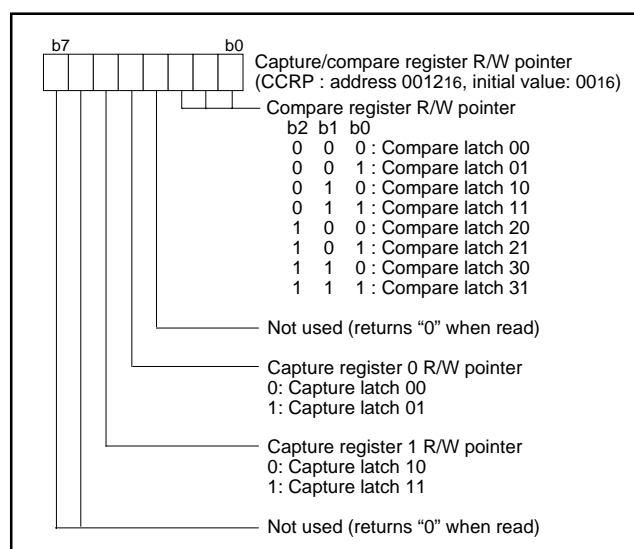 b7 b0
Capture/compare register R/W pointer
(CCRP : address 001216, initial value: 0016)
Compare register R/W pointer
b2 b1 b0
0 0 0 : Compare latch 00
0 0 1 : Compare latch 01
0 1 0 : Compare latch 10
0 1 1 : Compare latch 11
1 0 0 : Compare latch 20
1 0 1 : Compare latch 21
1 1 0 : Compare latch 30
1 1 1 : Compare latch 31
Not used (returns “0” when read)
Capture register 0 R/W pointer
0: Capture latch 00
1: Capture latch 01
Capture register 1 R/W pointer
0: Capture latch 10
1: Capture latch 11
Not used (returns “0” when read)